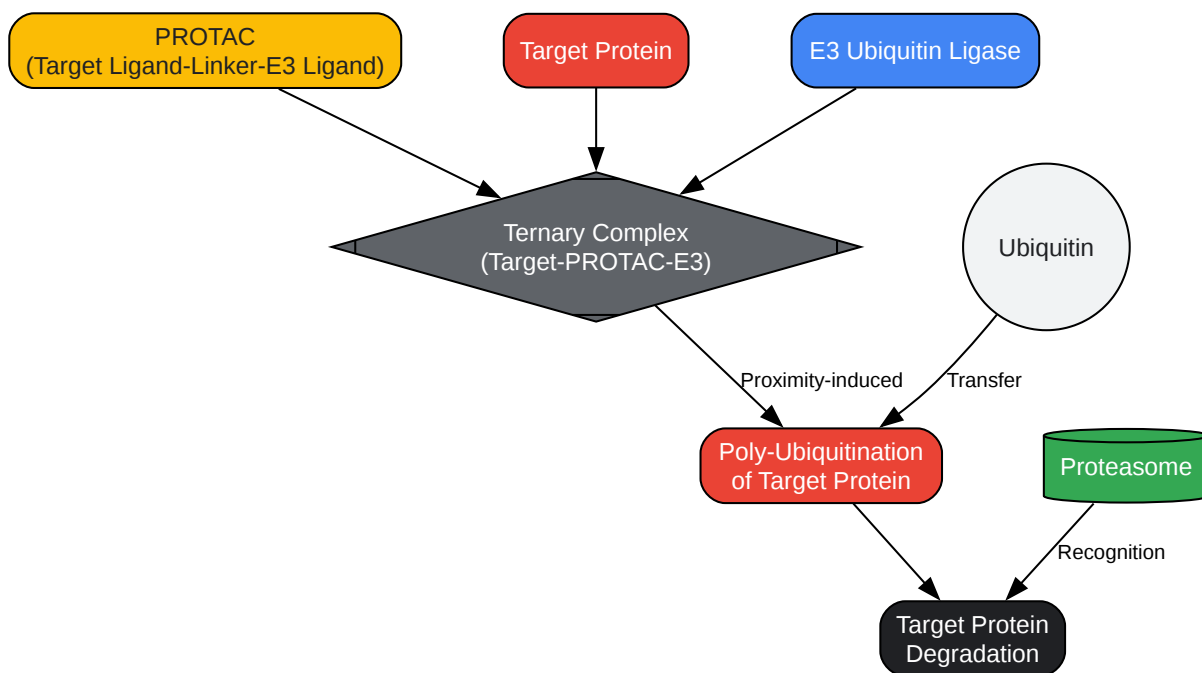 PROTAC
(Target Ligand-Linker-E3 Ligand)
Target Protein
E3 Ubiquitin Ligase
Ternary Complex
(Target-PROTAC-E3)
Ubiquitin
Proximity-induced
Transfer
Poly-Ubiquitination
of Target Protein
Proteasome
Recognition
Target Protein
Degradation